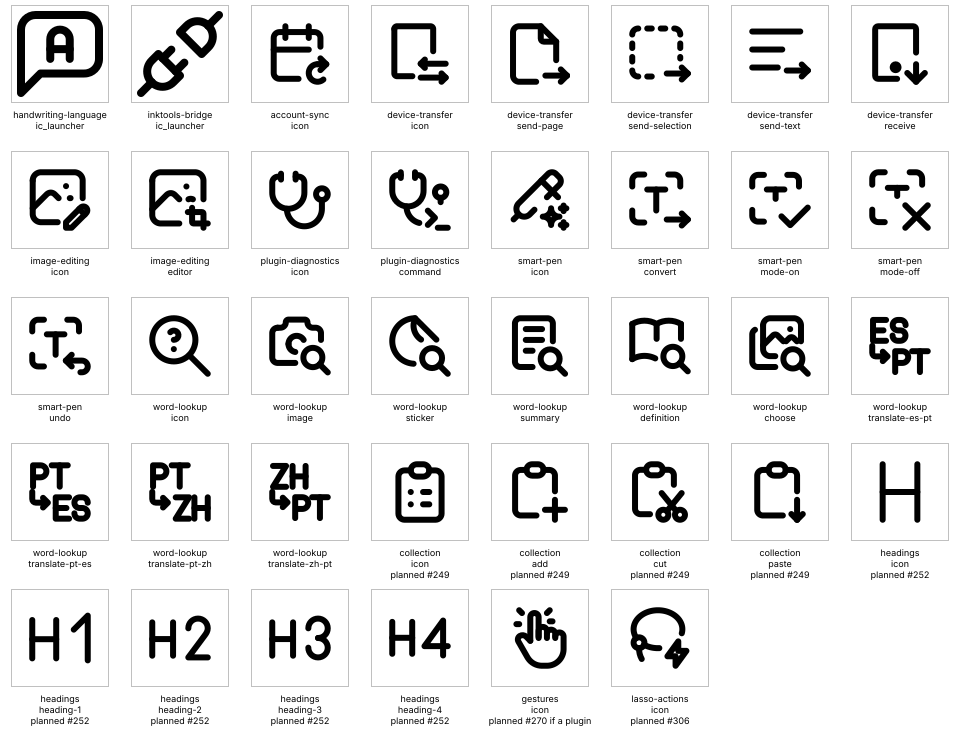 A
handwriting-language
ic_launcher
inktools-bridge
ic_launcher
account-sync
icon
device-transfer
icon
device-transfer
send-page
device-transfer
send-selection
device-transfer
send-text
device-transfer
receive
image-editing
icon
image-editing
editor
plugin-diagnostics
icon
plugin-diagnostics
command
smart-pen
icon
T
smart-pen
convert
T
smart-pen
mode-on
T
smart-pen
mode-off
T
smart-pen
undo
?
word-lookup
icon
word-lookup
image
word-lookup
sticker
word-lookup
summary
word-lookup
definition
word-lookup
choose
ES
PT
word-lookup
translate-es-pt
PT
ES
word-lookup
translate-pt-es
PT
ZH
word-lookup
translate-pt-zh
ZH
PT
word-lookup
translate-zh-pt
collection
icon
planned #249
collection
add
planned #249
collection
cut
planned #249
collection
paste
planned #249
H
headings
icon
planned #252
H1
headings
heading-1
planned #252
H2
headings
heading-2
planned #252
H3
headings
heading-3
planned #252
H4
headings
heading-4
planned #252
gestures
icon
planned #270 if a plugin
lasso-actions
icon
planned #306